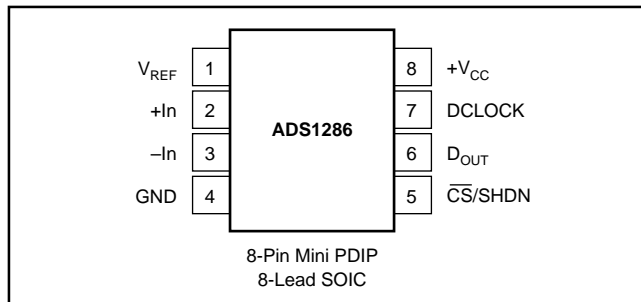 V_REF 1 8 +V_CC
+In 2 7 DCLOCK
ADS1286
–In 3 6 D_OUT
GND 4 5 C̅S̅/SHDN
8-Pin Mini PDIP
8-Lead SOIC